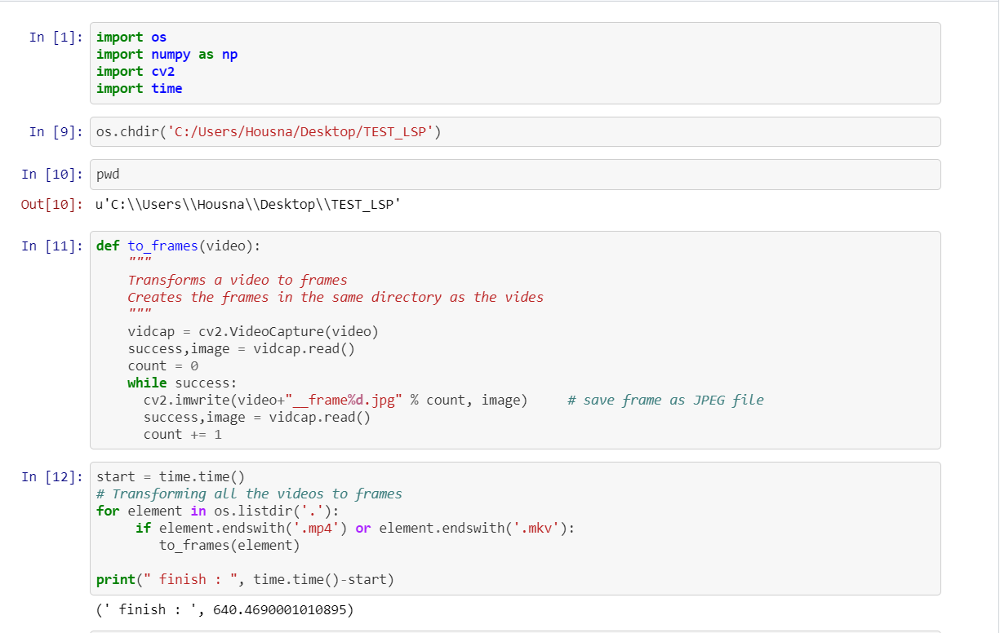 In [1]: import os
import numpy as np
import cv2
import time
In [9]: os.chdir('C:/Users/Housna/Desktop/TEST_LSP')
In [10]: pwd
Out[10]: u'C:\\Users\\Housna\\Desktop\\TEST_LSP'
In [11]: def to_frames(video):
    """
    Transforms a video to frames
    Creates the frames in the same directory as the vides
    """
    vidcap = cv2.VideoCapture(video)
    success,image = vidcap.read()
    count = 0
    while success:
      cv2.imwrite(video+"__frame%d.jpg" % count, image)     # save frame as JPEG file
      success,image = vidcap.read()
      count += 1
In [12]: start = time.time()
# Transforming all the videos to frames
for element in os.listdir('.'):
     if element.endswith('.mp4') or element.endswith('.mkv'):
        to_frames(element)
print(" finish : ", time.time()-start)
(' finish : ', 640.4690001010895)